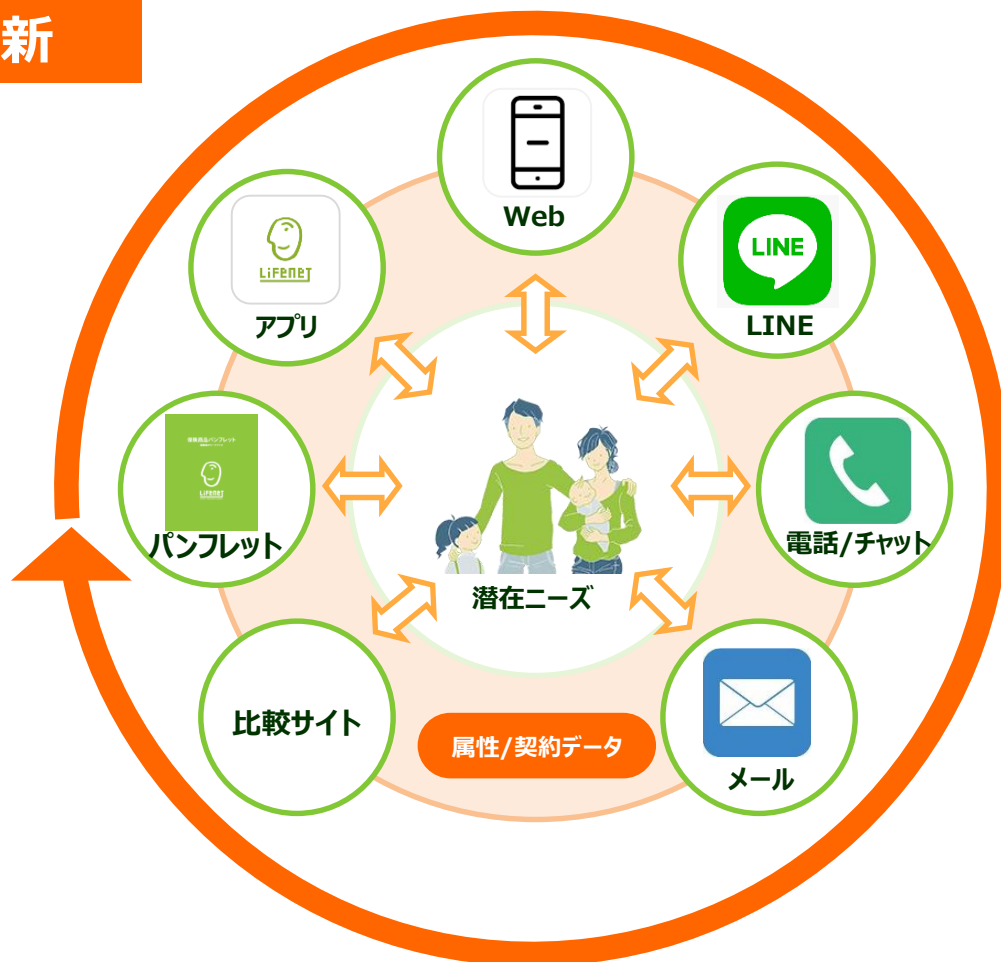 新
Web
LIFENET
アプリ
LINE
LINE
LIFENET
パンフレット
電話/チャット
潜在ニーズ
比較サイト
属性/契約データ
メール